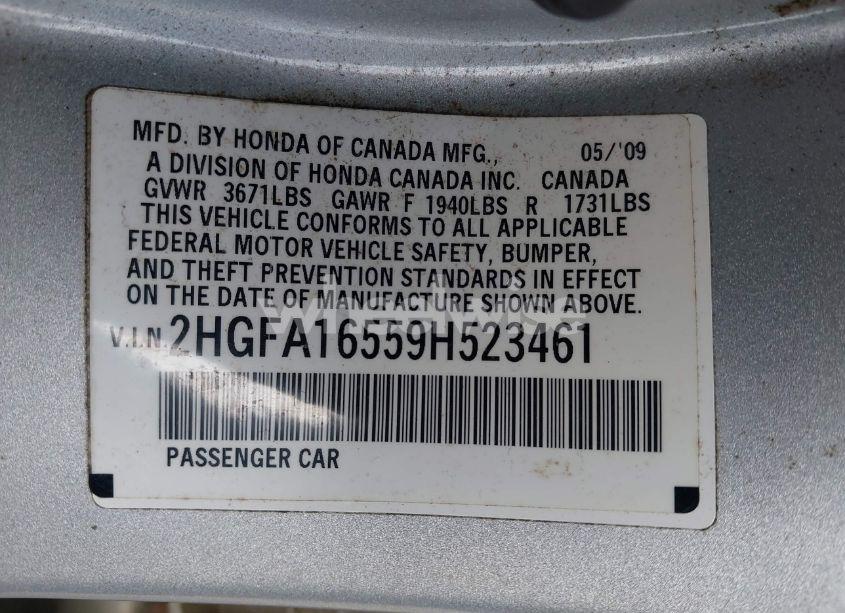 MFD. BY HONDA OF CANADA MFG., 05/'09
A DIVISION OF HONDA CANADA INC. CANADA
GVWR 3671LBS GAWR F 1940LBS R 1731LBS
THIS VEHICLE CONFORMS TO ALL APPLICABLE
FEDERAL MOTOR VEHICLE SAFETY, BUMPER,
AND THEFT PREVENTION STANDARDS IN EFFECT
ON THE DATE OF MANUFACTURE SHOWN ABOVE.
V.I.N. 2HGFA16559H523461
PASSENGER CAR